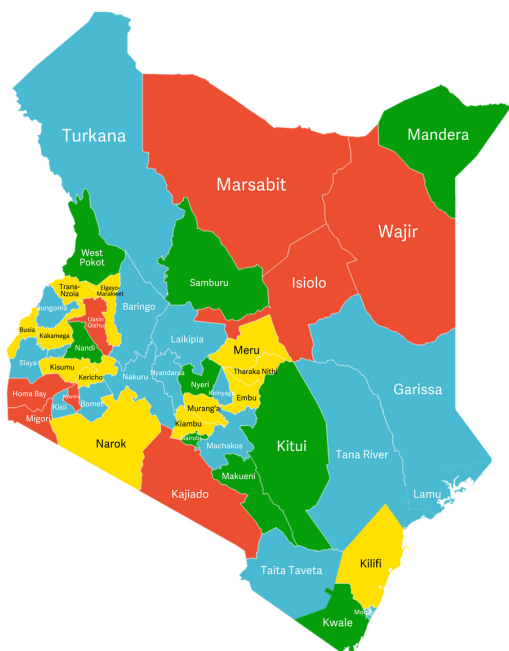 Turkana
Mandera
Marsabit
Wajir
West
Pokot
Samburu
Isiolo
Trans-
Nzoia
Elgeyo-
Marakwet
Baringo
Bungoma
Uasin
Gishu
Busia
Kakamega
Laikipia
Nandi
Meru
Siaya
Kisumu
Tharaka Nithi
Kericho
Nakuru
Nyandarua
Nyeri
Garissa
Homa Bay
Kirinyaga
Embu
Kisii
Bomet
Murang'a
Migori
Kiambu
Narok
Nairobi
Machakos
Kitui
Tana River
Makueni
Kajiado
Lamu
Kilifi
Taita Taveta
Kwale